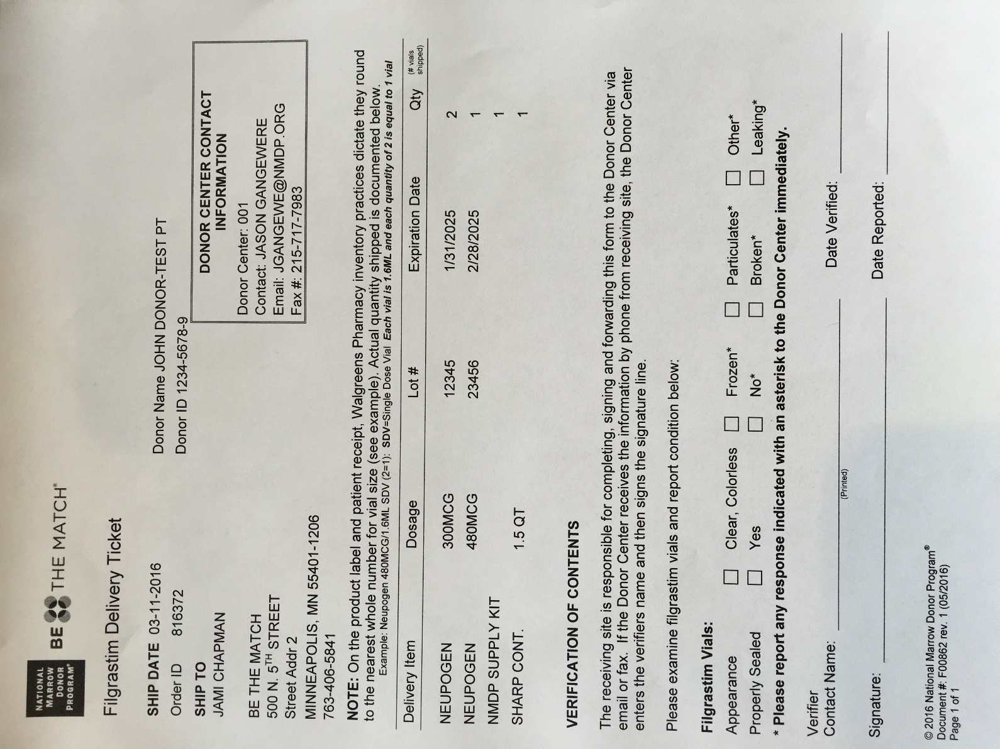 NATIONAL
MARROW
DONOR
PROGRAM®
BE THE MATCH®
Filgrastim Delivery Ticket
SHIP DATE 03-11-2016
Order ID 816372
Donor Name JOHN DONOR-TEST PT
Donor ID 1234-5678-9
SHIP TO
JAMI CHAPMAN
BE THE MATCH
500 N. 5TH STREET
Street Addr 2
MINNEAPOLIS, MN 55401-1206
763-406-5841
DONOR CENTER CONTACT
INFORMATION
Donor Center: 001
Contact: JASON GANGEWERE
Email: JGANGEWE@NMDP.ORG
Fax #: 215-717-7983
NOTE: On the product label and patient receipt, Walgreens Pharmacy inventory practices dictate they round
to the nearest whole number for vial size (see example). Actual quantity shipped is documented below.
Example: Neupogen 480MCG/1.6ML SDV (2=1): SDV=Single Dose Vial Each vial is 1.6ML and each quantity of 2 is equal to 1 vial
Delivery Item Dosage Lot # Expiration Date Qty (# vials shipped)
NEUPOGEN 300MCG 12345 1/31/2025 2
NEUPOGEN 480MCG 23456 2/28/2025 1
NMDP SUPPLY KIT 1
SHARP CONT. 1.5 QT 1
VERIFICATION OF CONTENTS
The receiving site is responsible for completing, signing and forwarding this form to the Donor Center via
email or fax. If the Donor Center receives the information by phone from receiving site, the Donor Center
enters the verifiers name and then signs the signature line.
Please examine filgrastim vials and report condition below:
Filgrastim Vials:
Appearance ☐ Clear, Colorless ☐ Frozen* ☐ Particulates* ☐ Other*
Properly Sealed ☐ Yes ☐ No* ☐ Broken* ☐ Leaking*
* Please report any response indicated with an asterisk to the Donor Center immediately.
Verifier
Contact Name: Date Verified:
(Printed)
Signature: Date Reported:
© 2016 National Marrow Donor Program®
Document #: F00862 rev. 1 (05/2016)
Page 1 of 1